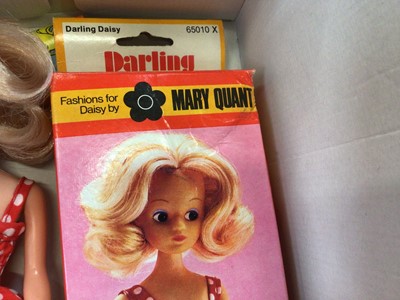 Darling Daisy 65010 X
Darling
Fashions for
Daisy by
MARY QUANT